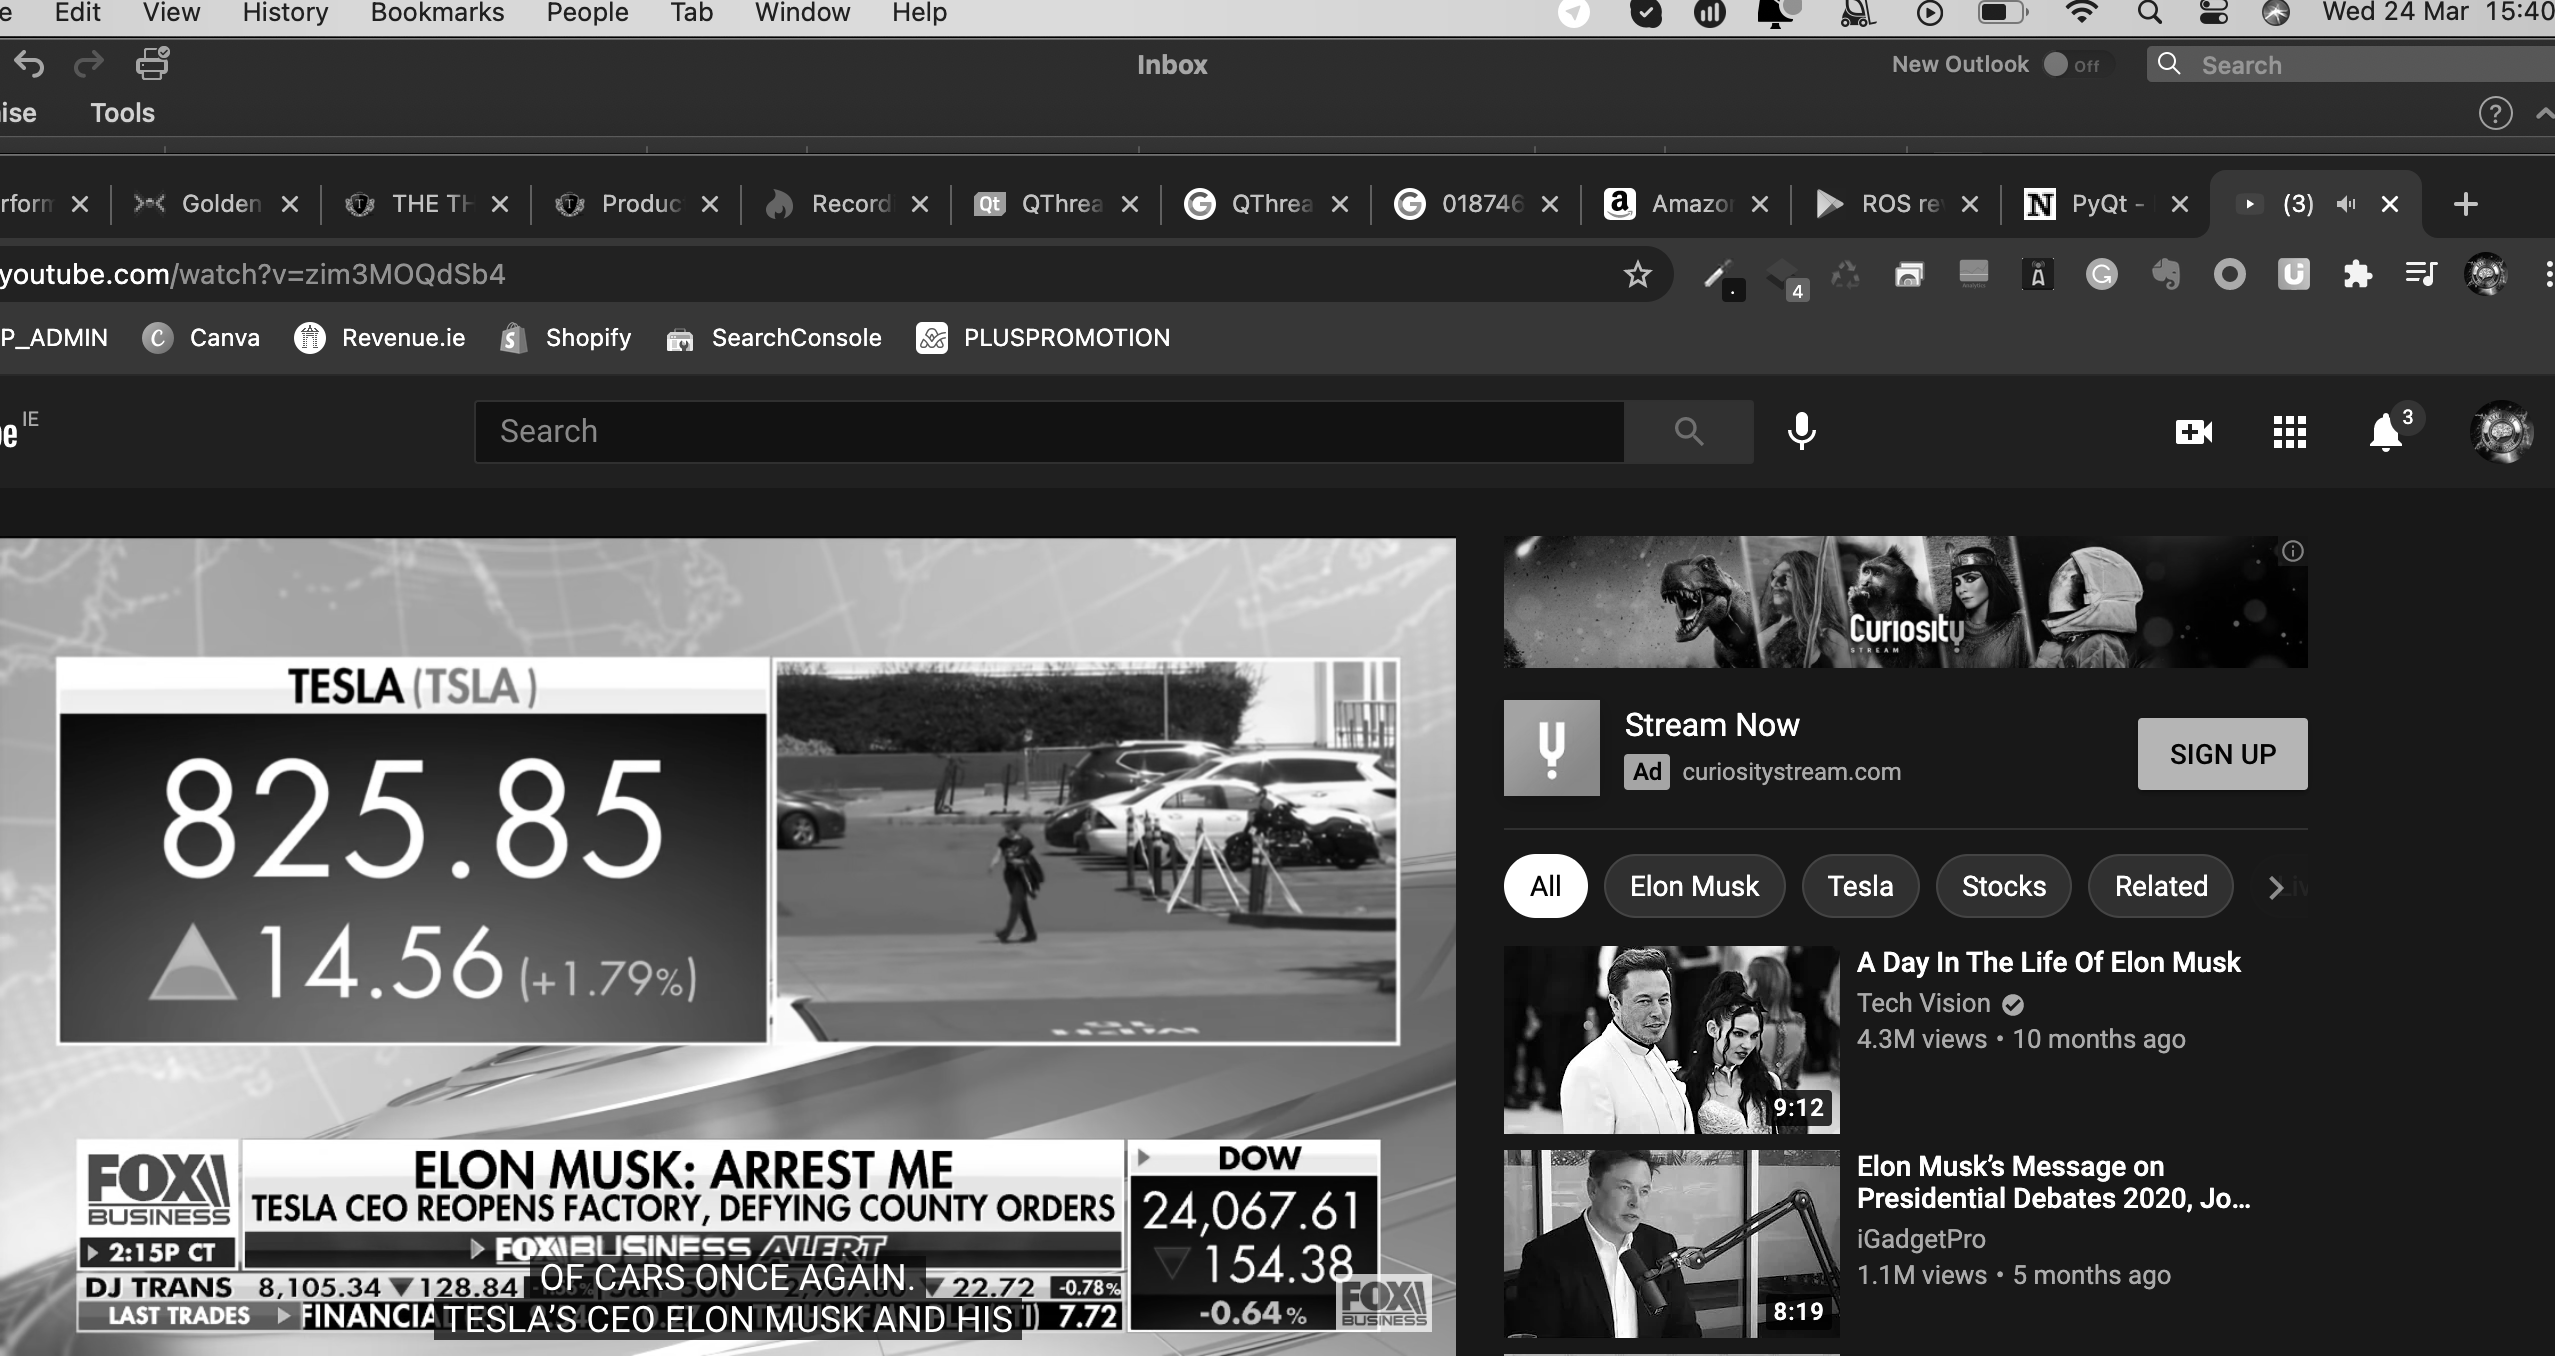 Edit View History Bookmarks People Tab Window Help Wed 24 Mar 15:40
Inbox
New Outlook Off
Search
Tools
Golden
THE TH
Produc
Record
Qt QThrea
QThrea
018746
Amazo
ROS re
PyQt -
(3)
youtube.com/watch?v=zim3MOQdSb4
4
P_ADMIN Canva Revenue.ie Shopify SearchConsole PLUSPROMOTION
IE
Search
3
TESLA (TSLA)
825.85
14.56 (+1.79%)
FOX
BUSINESS
2:15P CT
ELON MUSK: ARREST ME
TESLA CEO REOPENS FACTORY, DEFYING COUNTY ORDERS
FOX BUSINESS ALERT
DOW
24,067.61
154.38
-0.64%
DJ TRANS 8,105.34 128.84 22.72 -0.78%
LAST TRADES FINANCIA 7.72
OF CARS ONCE AGAIN.
TESLA'S CEO ELON MUSK AND HIS
FOX
BUSINESS
Curiosity
STREAM
Stream Now
Ad curiositystream.com
SIGN UP
All Elon Musk Tesla Stocks Related
A Day In The Life Of Elon Musk
Tech Vision
4.3M views • 10 months ago
9:12
Elon Musk's Message on
Presidential Debates 2020, Jo...
iGadgetPro
1.1M views • 5 months ago
8:19